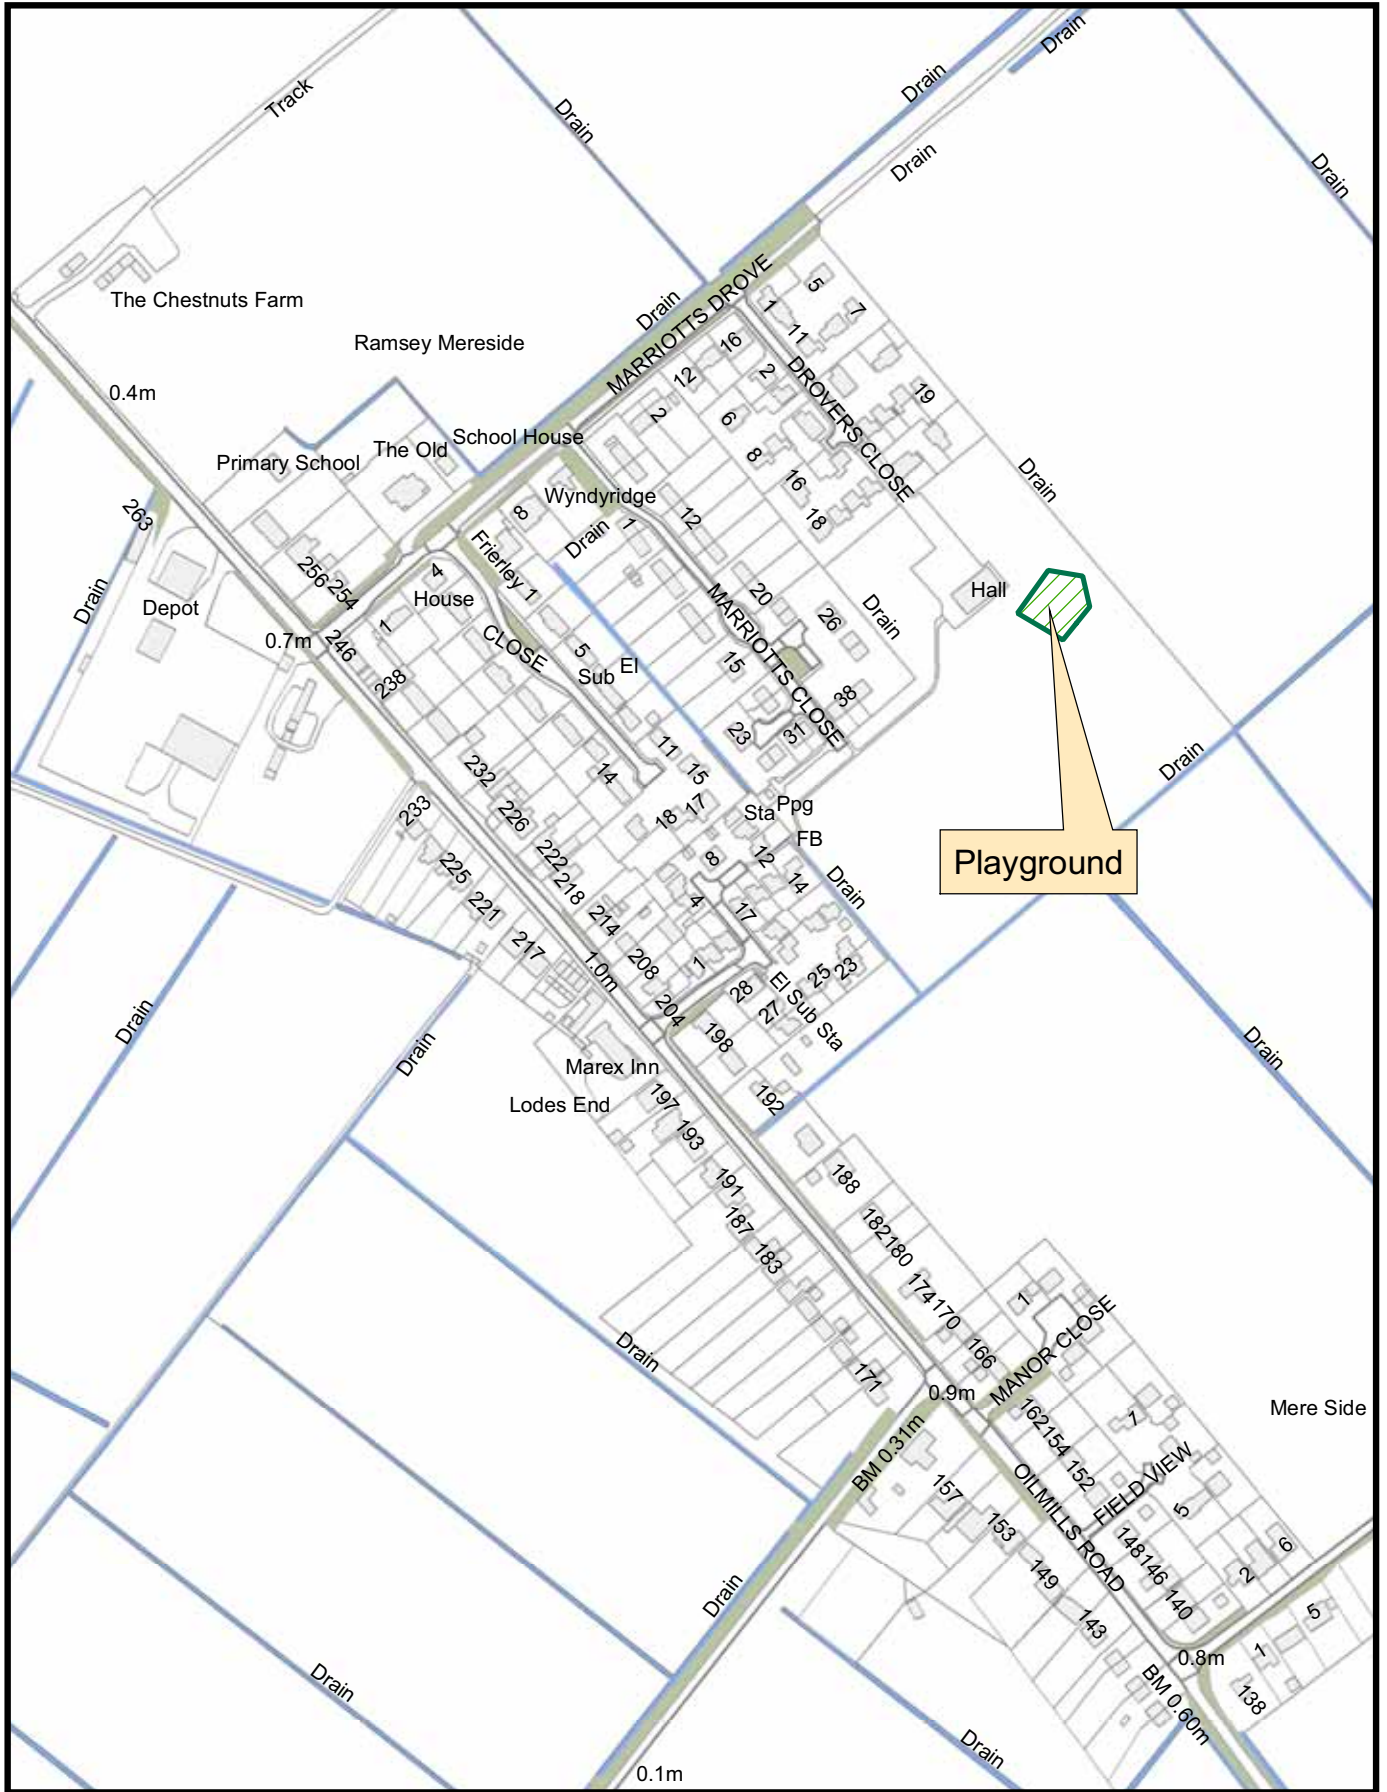 Drain
Drain
Track
Drain
Drain
Drain
The Chestnuts Farm
Drain
MARRIOTTS DROVE
5
7
1
11
Ramsey Mereside
16
12
2
DROVERS CLOSE
19
0.4m
2
6
8
School House
The Old
Primary School
Drain
16
18
Wyndyridge
263
8
12
1
Drain
Frierley 1
256
254
4
House
Hall
Drain
Depot
MARRIOTTS CLOSE
20
26
Drain
1
0.7m
246
CLOSE
5
El
Sub
15
238
38
31
23
11
15
Drain
232
14
17
18
Ppg
Sta
233
226
FB
Playground
222
8
12
14
Drain
225
218
4
221
214
17
217
208
1
1.0m
25
23
28
El Sub Sta
27
204
Drain
198
Drain
Drain
Marex Inn
192
197
Lodes End
193
188
191
187
182
180
183
174
170
1
MANOR CLOSE
Drain
166
171
0.9m
162
154
Mere Side
7
BM 0.31m
152
FIELD VIEW
157
OILMILLS ROAD
5
153
148
146
6
149
2
140
Drain
143
5
1
0.8m
Drain
BM 0.60m
138
Drain
0.1m